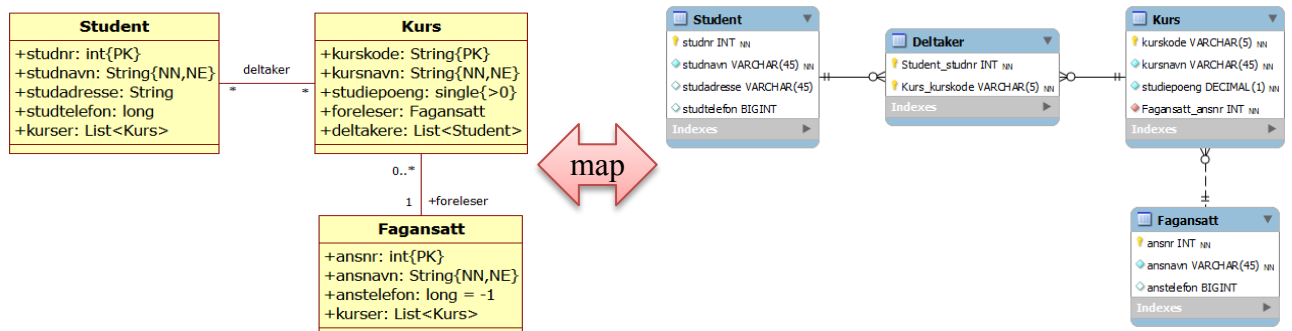 Student
+studnr: int{PK}
+studnavn: String{NN,NE}
+studadresse: String
+studtelefon: long
+kurser: List<Kurs>
deltaker
*
*
Kurs
+kurskode: String{PK}
+kursnavn: String{NN,NE}
+studiepoeng: single{>0}
+foreleser: Fagansatt
+deltakere: List<Student>
0..*
1
+foreleser
Fagansatt
+ansnr: int{PK}
+ansnavn: String{NN,NE}
+anstelefon: long = -1
+kurser: List<Kurs>
map
Student
studnr INT NN
studnavn VARCHAR(45) NN
studadresse VARCHAR(45)
studtelefon BIGINT
Indexes
Deltaker
Student_studnr INT NN
Kurs_kurskode VARCHAR(5) NN
Indexes
Kurs
kurskode VARCHAR(5) NN
kursnavn VARCHAR(45) NN
studiepoeng DECIMAL(1) NN
Fagansatt_ansnr INT NN
Indexes
Fagansatt
ansnr INT NN
ansnavn VARCHAR(45) NN
anstelefon BIGINT
Indexes